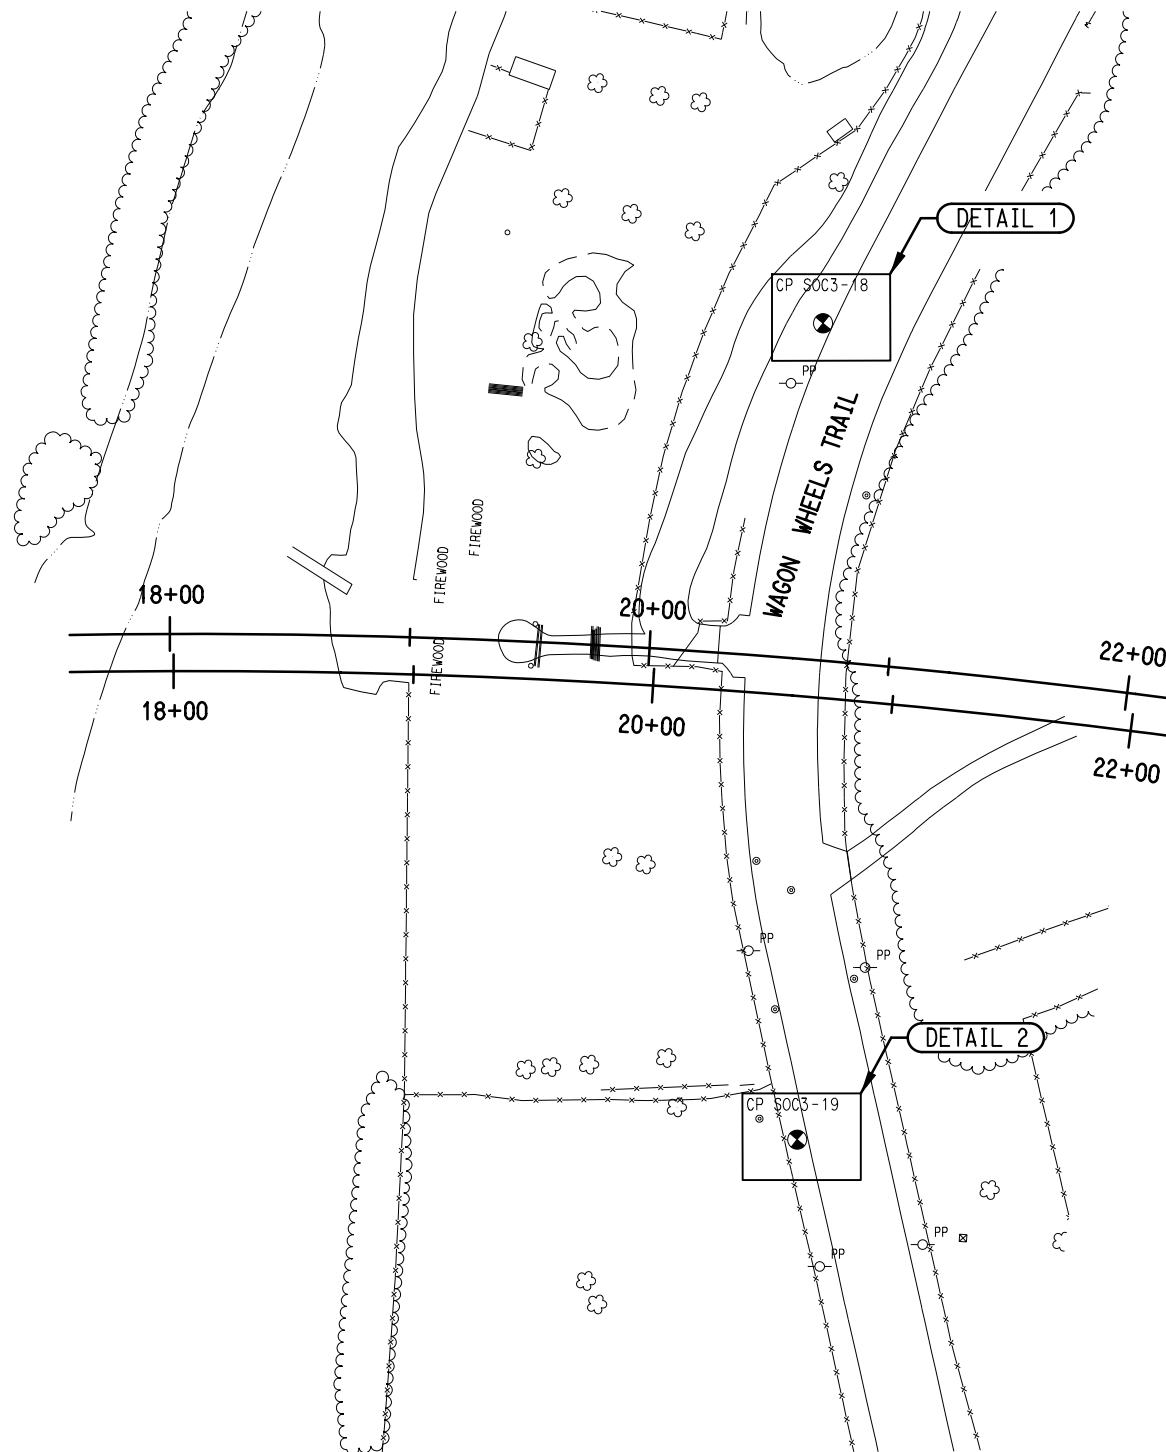 DETAIL 1
CP SOC3-18
PP
WAGON WHEELS TRAIL
FIREWOOD
FIREWOOD
18+00
20+00
22+00
FIREWOOD
18+00
20+00
22+00
PP
PP
DETAIL 2
CP SOC3-19
PP
PP